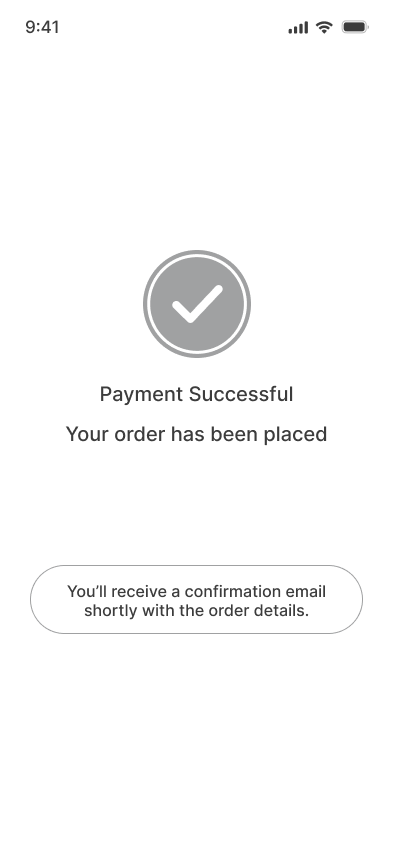 9:41
Payment Successful
Your order has been placed
You’ll receive a confirmation email
shortly with the order details.